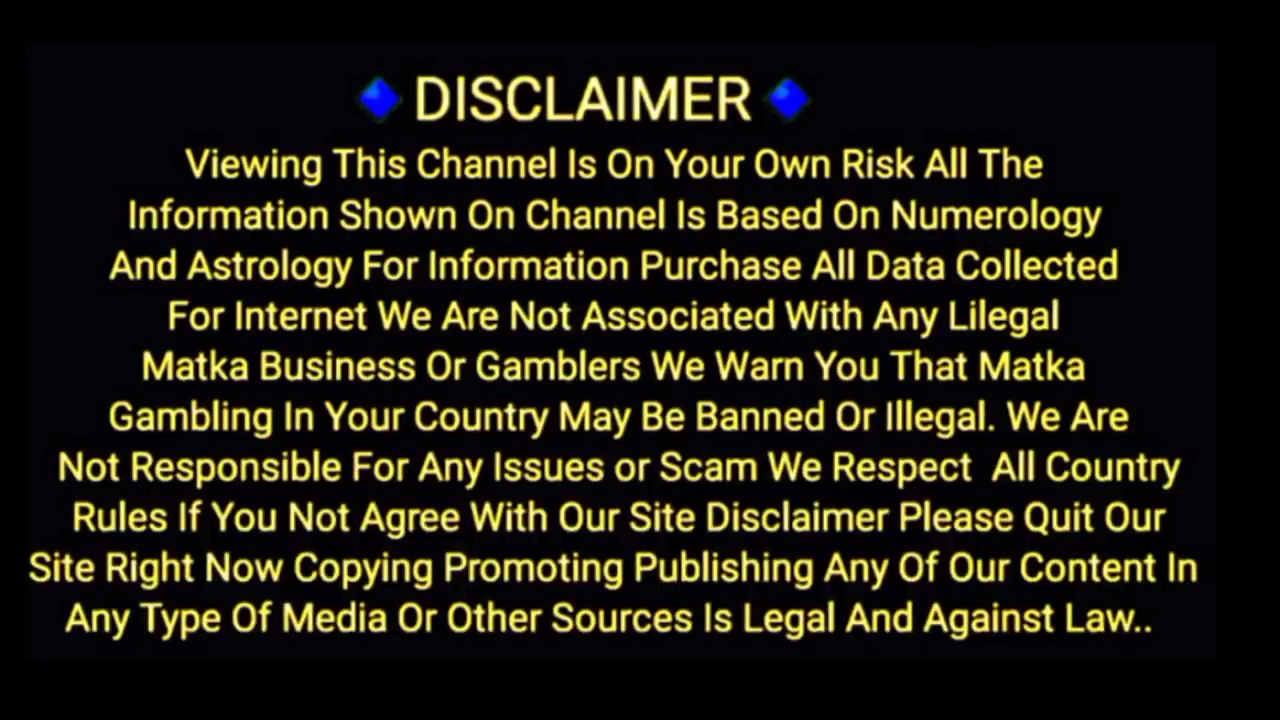 🔹DISCLAIMER🔹
Viewing This Channel Is On Your Own Risk All The
Information Shown On Channel Is Based On Numerology
And Astrology For Information Purchase All Data Collected
For Internet We Are Not Associated With Any Lilegal
Matka Business Or Gamblers We Warn You That Matka
Gambling In Your Country May Be Banned Or Illegal. We Are
Not Responsible For Any Issues or Scam We Respect  All Country
Rules If You Not Agree With Our Site Disclaimer Please Quit Our
Site Right Now Copying Promoting Publishing Any Of Our Content In
Any Type Of Media Or Other Sources Is Legal And Against Law..